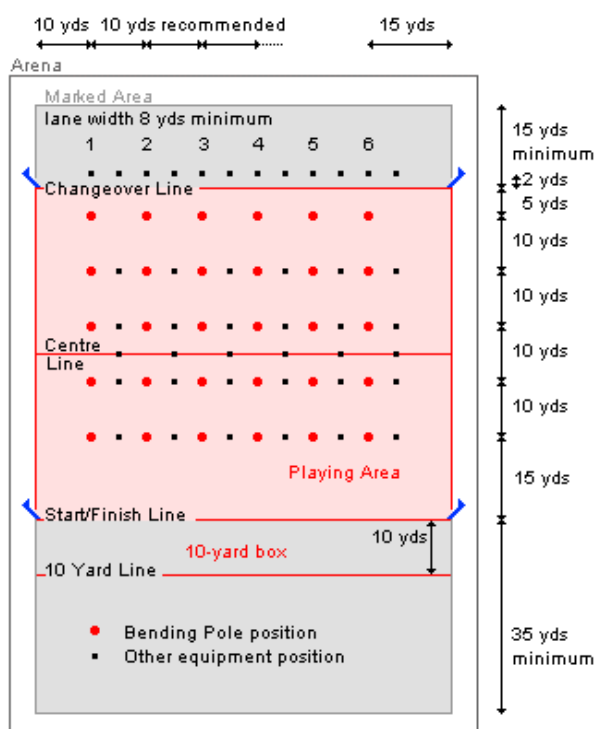 10 yds 10 yds recommended 15 yds
Arena
Marked Area
lane width 8 yds minimum
15 yds
minimum
1 2 3 4 5 6
2 yds
Changeover Line
5 yds
10 yds
10 yds
Centre
Line
10 yds
10 yds
Playing Area
15 yds
Start/Finish Line
10 yds
10-yard box
10 Yard Line
Bending Pole position
Other equipment position
35 yds
minimum